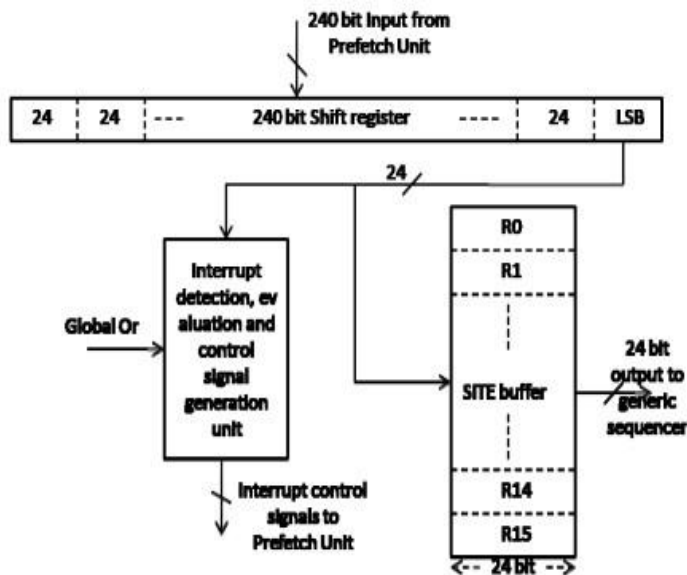 240 bit Input from
Prefetch Unit
24 24 ---- 240 bit Shift register ---- 24 LSB
24
R0
R1
Interrupt
detection, ev
aluation and
control
signal
generation
unit
Global Or
SITE buffer
24 bit
output to
generic
sequencer
R14
R15
Interrupt control
signals to
Prefetch Unit
24 bit